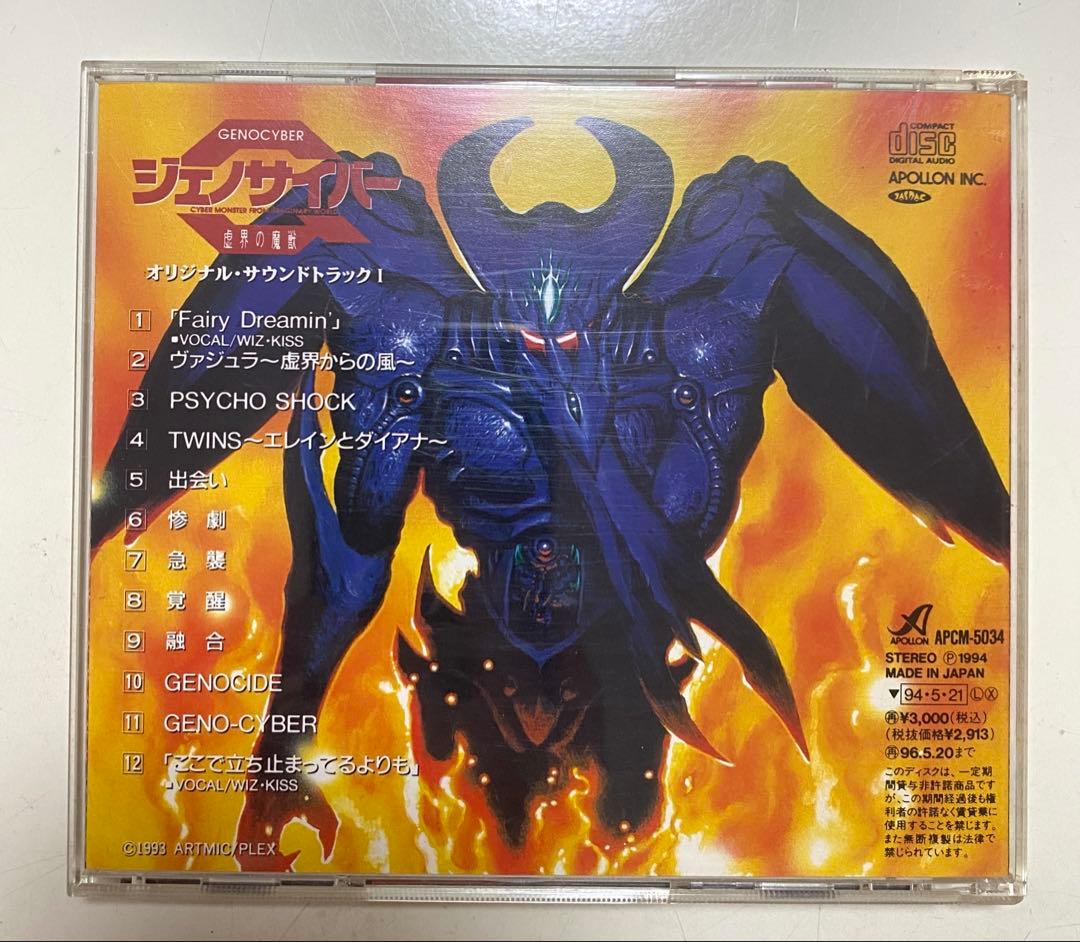 GENOCYBER
ジェノサイバー
CYBER MONSTER FROM IMAGINARY WORLD
虚界の魔獣
オリジナル・サウンドトラックⅠ
1 「Fairy Dreamin'」
■VOCAL/WIZ・KISS
2 ヴァジュラ〜虚界からの風〜
3 PSYCHO SHOCK
4 TWINS〜エレインとダイアナ〜
5 出会い
6 惨劇
7 急襲
8 覚醒
9 融合
10 GENOCIDE
11 GENO-CYBER
12 「ここで立ち止まってるよりも」
■VOCAL/WIZ・KISS
©1993 ARTMIC/PLEX
COMPACT
disc
DIGITAL AUDIO
APOLLON INC.
JASRAC
APOLLON APCM-5034
STEREO Ⓟ1994
MADE IN JAPAN
▼94・5・21 Ⓛ Ⓧ
再¥3,000(税込)
(税抜価格¥2,913)
再96.5.20まで
このディスクは、一定期
間貸与非許諾商品です
が、この期間経過後も権
利者の許諾なく賃貸業に
使用することを禁じます。
また無断複製は法律で
禁じられています。